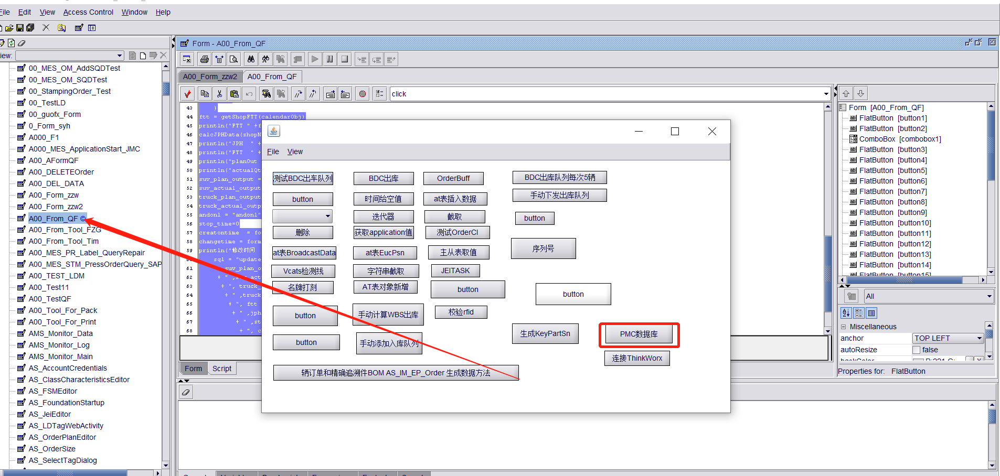 File Edit View Access Control Window Help
iew:
00_MES_OM_AddSQDTest
00_MES_OM_SQDTest
00_StampingOrder_Test
00_TestLD
00_guofx_Form
0_Form_syh
A000_F1
A000_MES_ApplicationStart_JMC
A00_AFormQF
A00_DELETEOrder
A00_DEL_DATA
A00_Form_zzw
A00_Form_zzw2
A00_From_QF ©
A00_From_Tool_FZG
A00_From_Tool_Tim
A00_MES_PR_Label_QueryRepair
A00_MES_STM_PressOrderQuery_SAP
A00_TEST_LDM
A00_Test11
A00_TestQF
A00_Tool_For_Pack
A00_Tool_For_Print
AMS_Monitor_Data
AMS_Monitor_Log
AMS_Monitor_Main
AS_AccountCredentials
AS_ClassCharacteristicsEditor
AS_FSMEditor
AS_FoundationStartup
AS_JeiEditor
AS_LDTagWebActivity
AS_OrderPlanEditor
AS_OrderSize
AS_SelectTagDialog
Form - A00_From_QF
A00_Form_zzw2 A00_From_QF
click
43 }
44 ftt = getShopFTT(calendarObj)
45 println("FTT " +f
46 calcJPHData(shopN
47 println("JPH " +
48 println("FTT " +
49 println("planOut
50 println("actualQt
51 suv_plan_output =
52 suv_actual_output
53 truck_plan_output
54 truck_actual_outp
55 andonl = "andonl"
56 stop_time=0
57 creatontime = for
58 changetime = form
59 println("修改时间
60 sql = "update
61 suv_plan_o
62 + " ,suv_act
63 + ", truck_
64 + " ,truck
65 + ", ftt
66 + " ,jph
67 + " ,st
68 + ", c
Form Script
File View
测试BDC出车队列 BDC出库 OrderBuff BDC出库队列每次5辆
button 时间给空值 at表插入数据 手动下发出库队列
迭代器 截取 button
删除 获取application值 测试OrderCl
at表BroadcastData at表EucPsn 主从表取值 序列号
Vcats检测线 字符串截取 JEITASK
名牌打刻 AT表对象新增 button button
button 手动计算WBS出库 校验rfid
生成KeyPartSn PMC数据库
button 手动添加入库队列 连接ThinkWorx
辆订单和精确追溯件BOM AS_IM_EP_Order 生成数据方法
Form [A00_From_QF]
FlatButton [button1]
FlatButton [button2]
ComboBox [combobox1]
FlatButton [button3]
FlatButton [button4]
FlatButton [button5]
FlatButton [button6]
FlatButton [button7]
FlatButton [button8]
FlatButton [button9]
FlatButton [button10]
FlatButton [button11]
FlatButton [button12]
FlatButton [button13]
FlatButton [button14]
FlatButton [button15]
All
Miscellaneous
anchor TOP LEFT
autoResize false
backColor
Properties for: FlatButton